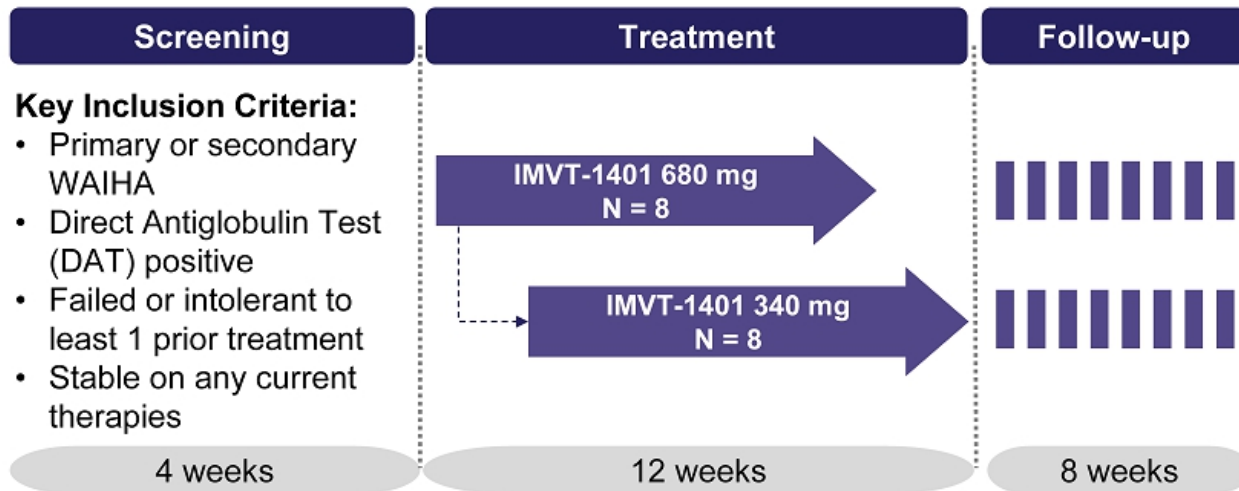 Screening
Treatment
Follow-up
Key Inclusion Criteria:
• Primary or secondary
WAIHA
• Direct Antiglobulin Test
(DAT) positive
• Failed or intolerant to
least 1 prior treatment
• Stable on any current
therapies
IMVT-1401 680 mg
N = 8
IMVT-1401 340 mg
N = 8
4 weeks
12 weeks
8 weeks